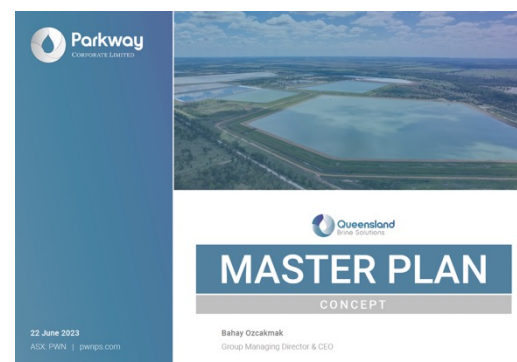 Parkway
CORPORATE LIMITED
Queensland
Brine Solutions
MASTER PLAN
CONCEPT
22 June 2023
ASX: PWN | pwnps.com
Bahay Ozcakmak
Group Managing Director & CEO